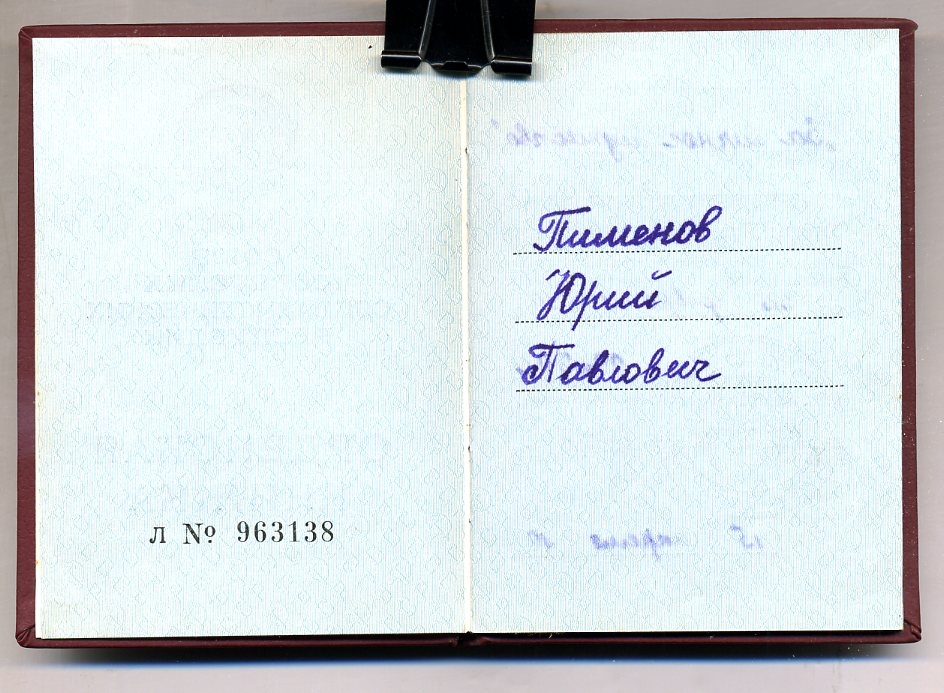 л № 963138
Пименов
Юрий
Павлович